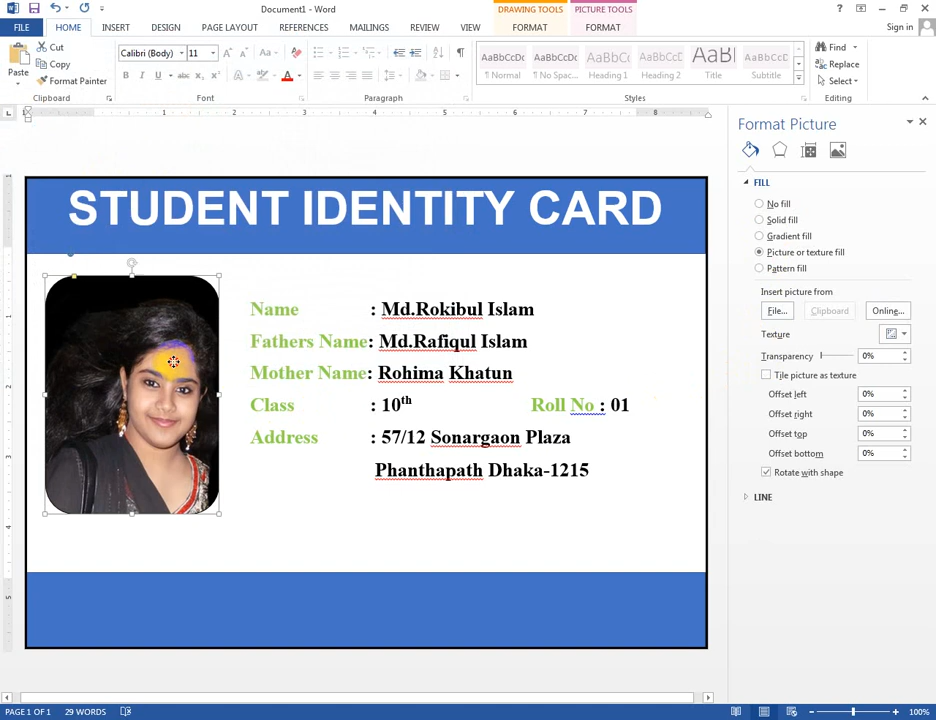 Document1 - Word
DRAWING TOOLS
PICTURE TOOLS
FILE HOME INSERT DESIGN PAGE LAYOUT REFERENCES MAILINGS REVIEW VIEW FORMAT FORMAT
Sign in
Paste
Cut
Copy
Format Painter
Clipboard
Calibri (Body) 11
Font
Paragraph
AaBbCcDc AaBbCcDc AaBbCc AaBbCcC AaBl AaBbCcD
¶ Normal ¶ No Spac... Heading 1 Heading 2 Title Subtitle
Styles
Find
Replace
Select
Editing
STUDENT IDENTITY CARD
Name : Md.Rokibul Islam
Fathers Name: Md.Rafiqul Islam
Mother Name: Rohima Khatun
Class : 10th Roll No : 01
Address : 57/12 Sonargaon Plaza
Phanthapath Dhaka-1215
Format Picture
FILL
No fill
Solid fill
Gradient fill
Picture or texture fill
Pattern fill
Insert picture from
File... Clipboard Online...
Texture
Transparency 0%
Tile picture as texture
Offset left 0%
Offset right 0%
Offset top 0%
Offset bottom 0%
Rotate with shape
LINE
PAGE 1 OF 1 29 WORDS 100%